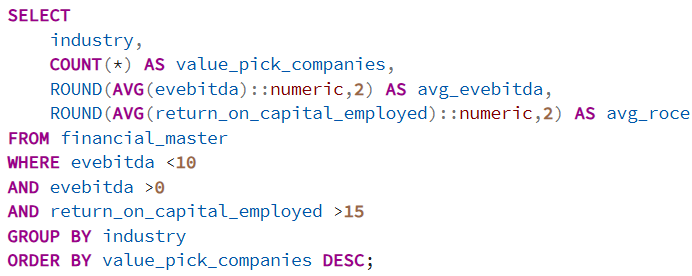 SELECT
    industry,
    COUNT(*) AS value_pick_companies,
    ROUND(AVG(evebitda)::numeric,2) AS avg_evebitda,
    ROUND(AVG(return_on_capital_employed)::numeric,2) AS avg_roce
FROM financial_master
WHERE evebitda <10
AND evebitda >0
AND return_on_capital_employed >15
GROUP BY industry
ORDER BY value_pick_companies DESC;